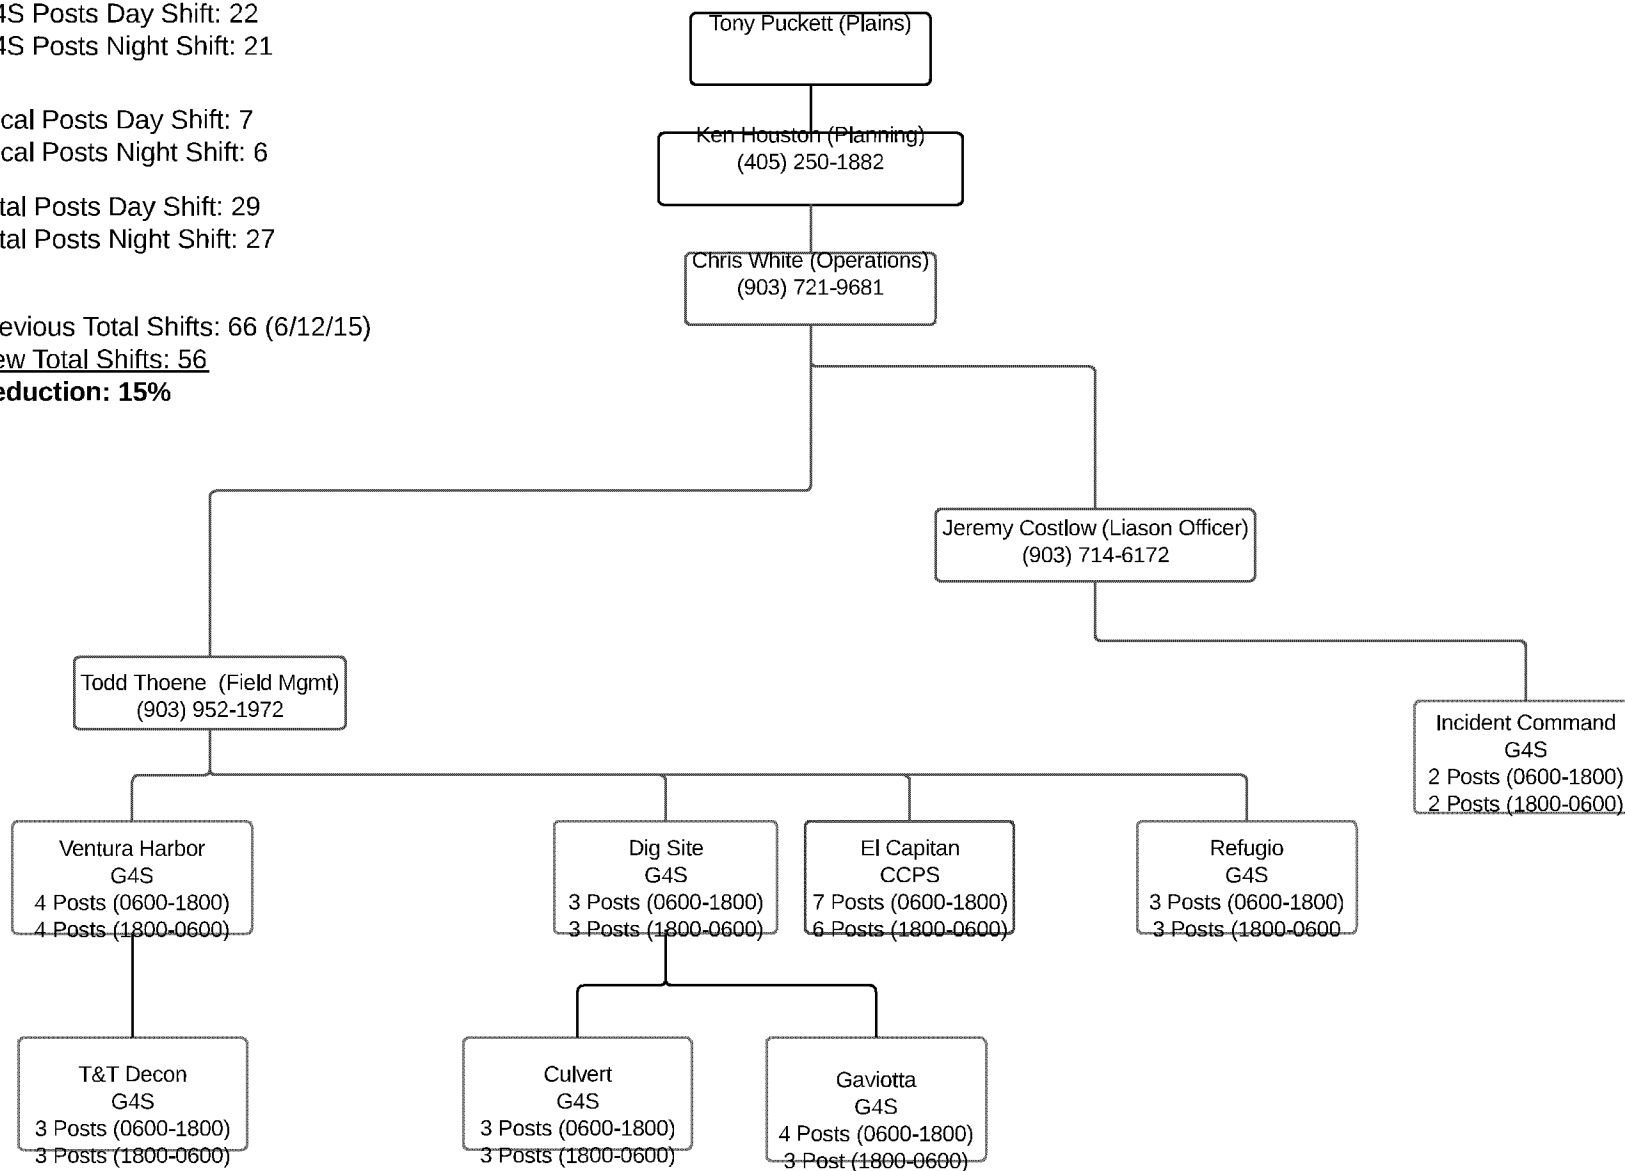 4S Posts Day Shift: 22
4S Posts Night Shift: 21
cal Posts Day Shift: 7
cal Posts Night Shift: 6
tal Posts Day Shift: 29
tal Posts Night Shift: 27
evious Total Shifts: 66 (6/12/15)
ew Total Shifts: 56
eduction: 15%
Tony Puckett (Plains)
Ken Houston (Planning)
(405) 250-1882
Chris White (Operations)
(903) 721-9681
Jeremy Costlow (Liason Officer)
(903) 714-6172
Todd Thoene  (Field Mgmt)
(903) 952-1972
Incident Command
G4S
2 Posts (0600-1800)
2 Posts (1800-0600)
Ventura Harbor
G4S
4 Posts (0600-1800)
4 Posts (1800-0600)
Dig Site
G4S
3 Posts (0600-1800)
3 Posts (1800-0600)
El Capitan
CCPS
7 Posts (0600-1800)
6 Posts (1800-0600)
Refugio
G4S
3 Posts (0600-1800)
3 Posts (1800-0600
T&T Decon
G4S
3 Posts (0600-1800)
3 Posts (1800-0600)
Culvert
G4S
3 Posts (0600-1800)
3 Posts (1800-0600)
Gaviotta
G4S
4 Posts (0600-1800)
3 Post (1800-0600)